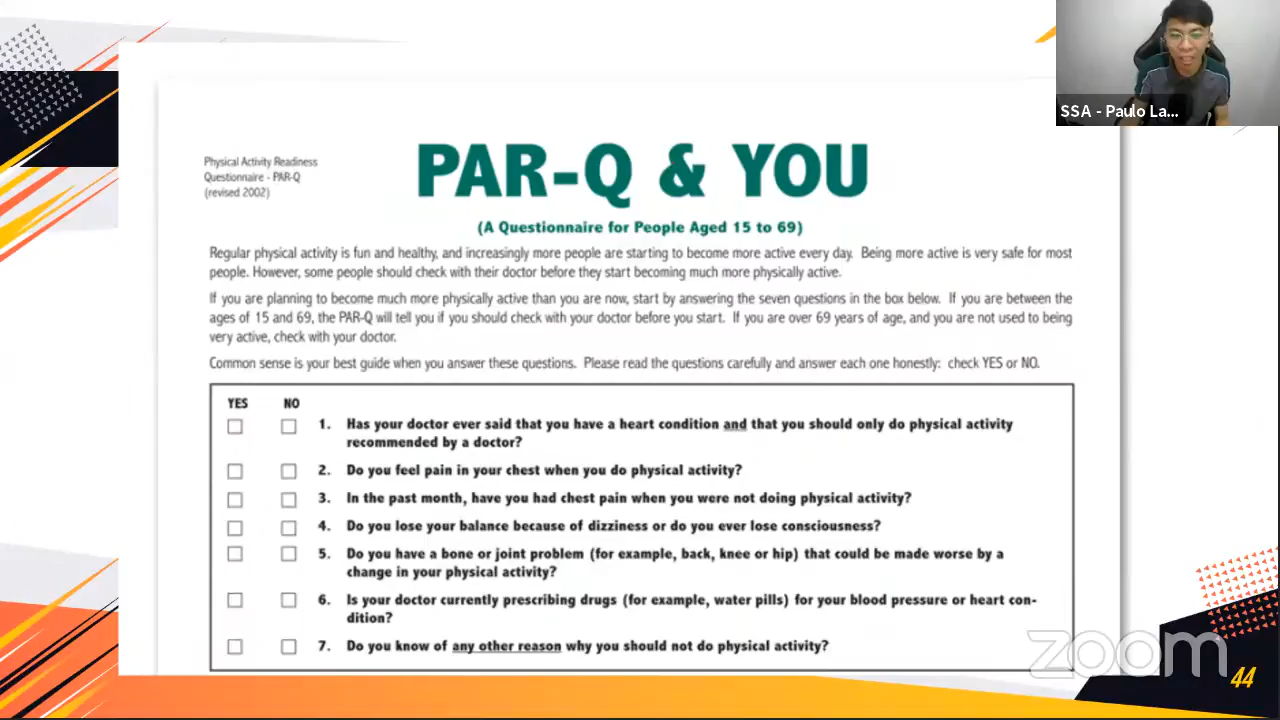 SSA - Paulo La...
Physical Activity Readiness
Questionnaire - PAR-Q
(revised 2002)
PAR-Q & YOU
(A Questionnaire for People Aged 15 to 69)
Regular physical activity is fun and healthy, and increasingly more people are starting to become more active every day. Being more active is very safe for most
people. However, some people should check with their doctor before they start becoming much more physically active.
If you are planning to become much more physically active than you are now, start by answering the seven questions in the box below. If you are between the
ages of 15 and 69, the PAR-Q will tell you if you should check with your doctor before you start. If you are over 69 years of age, and you are not used to being
very active, check with your doctor.
Common sense is your best guide when you answer these questions. Please read the questions carefully and answer each one honestly: check YES or NO.
YES NO
1. Has your doctor ever said that you have a heart condition and that you should only do physical activity
recommended by a doctor?
2. Do you feel pain in your chest when you do physical activity?
3. In the past month, have you had chest pain when you were not doing physical activity?
4. Do you lose your balance because of dizziness or do you ever lose consciousness?
5. Do you have a bone or joint problem (for example, back, knee or hip) that could be made worse by a
change in your physical activity?
6. Is your doctor currently prescribing drugs (for example, water pills) for your blood pressure or heart con-
dition?
7. Do you know of any other reason why you should not do physical activity?
zoom
44